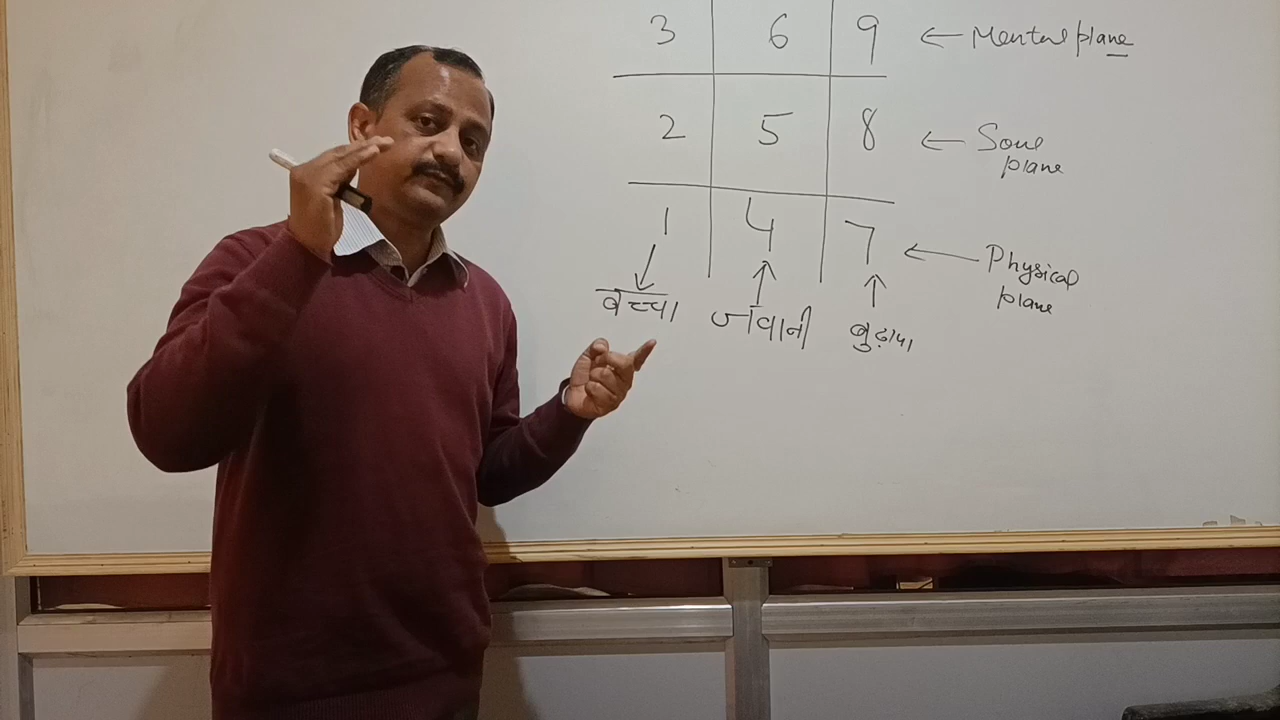 3 6 9 ← Mental plane
2 5 8 ← Soul
plane
1 4 7 ← Physical
plane
बच्चा जवानी बुढ़ापा